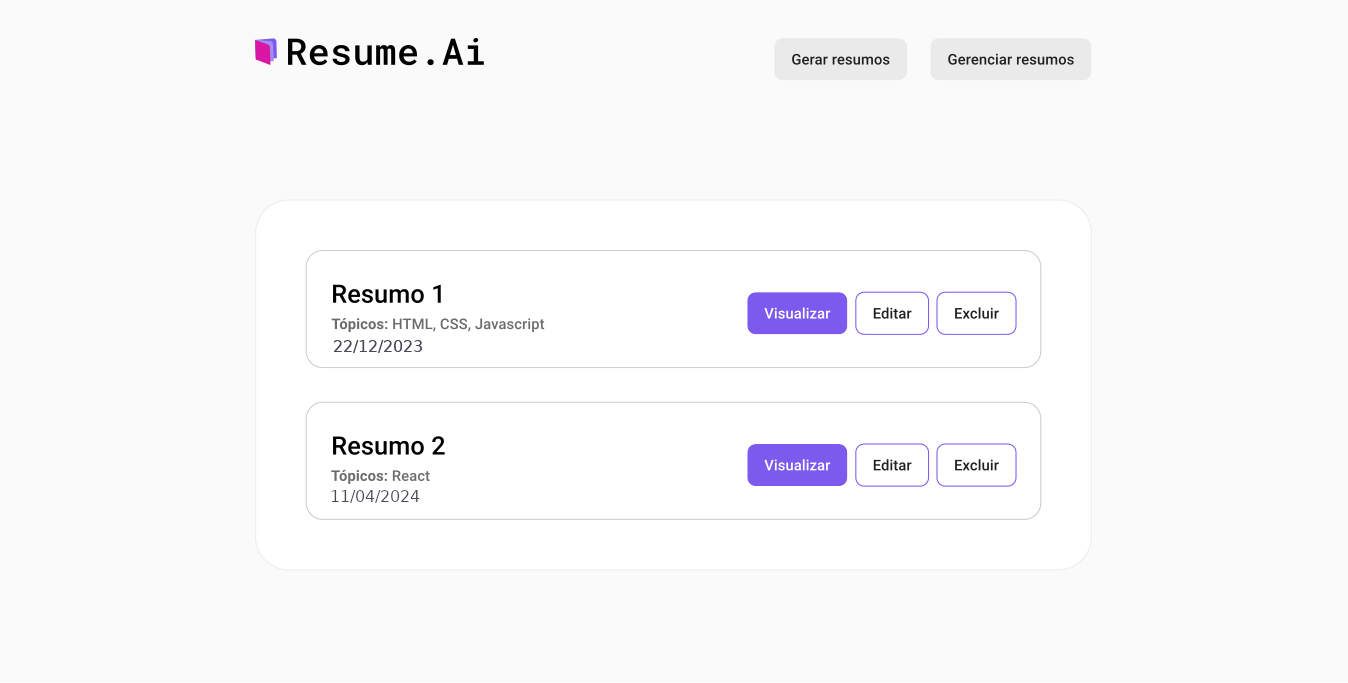 Resume.Ai
Gerar resumos
Gerenciar resumos
Resumo 1
Tópicos: HTML, CSS, Javascript
22/12/2023
Visualizar
Editar
Excluir
Resumo 2
Tópicos: React
11/04/2024
Visualizar
Editar
Excluir